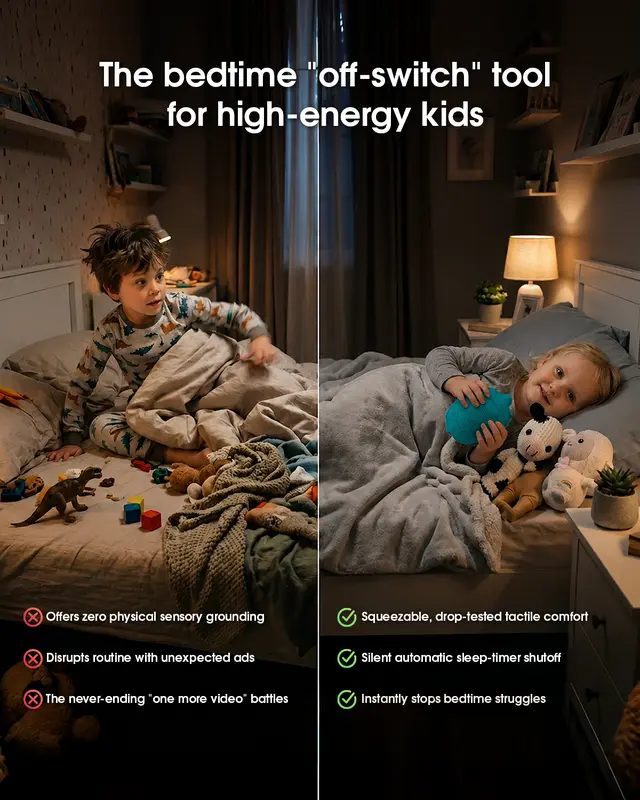 The bedtime "off-switch" tool
for high-energy kids
Offers zero physical sensory grounding
Disrupts routine with unexpected ads
The never-ending "one more video" battles
Squeezable, drop-tested tactile comfort
Silent automatic sleep-timer shutoff
Instantly stops bedtime struggles